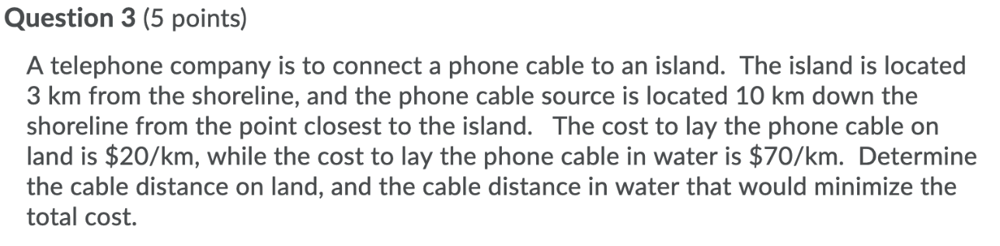 Question 3 (5 points)
A telephone company is to connect a phone cable to an island.  The island is located
3 km from the shoreline, and the phone cable source is located 10 km down the
shoreline from the point closest to the island.   The cost to lay the phone cable on
land is $20/km, while the cost to lay the phone cable in water is $70/km.  Determine
the cable distance on land, and the cable distance in water that would minimize the
total cost.